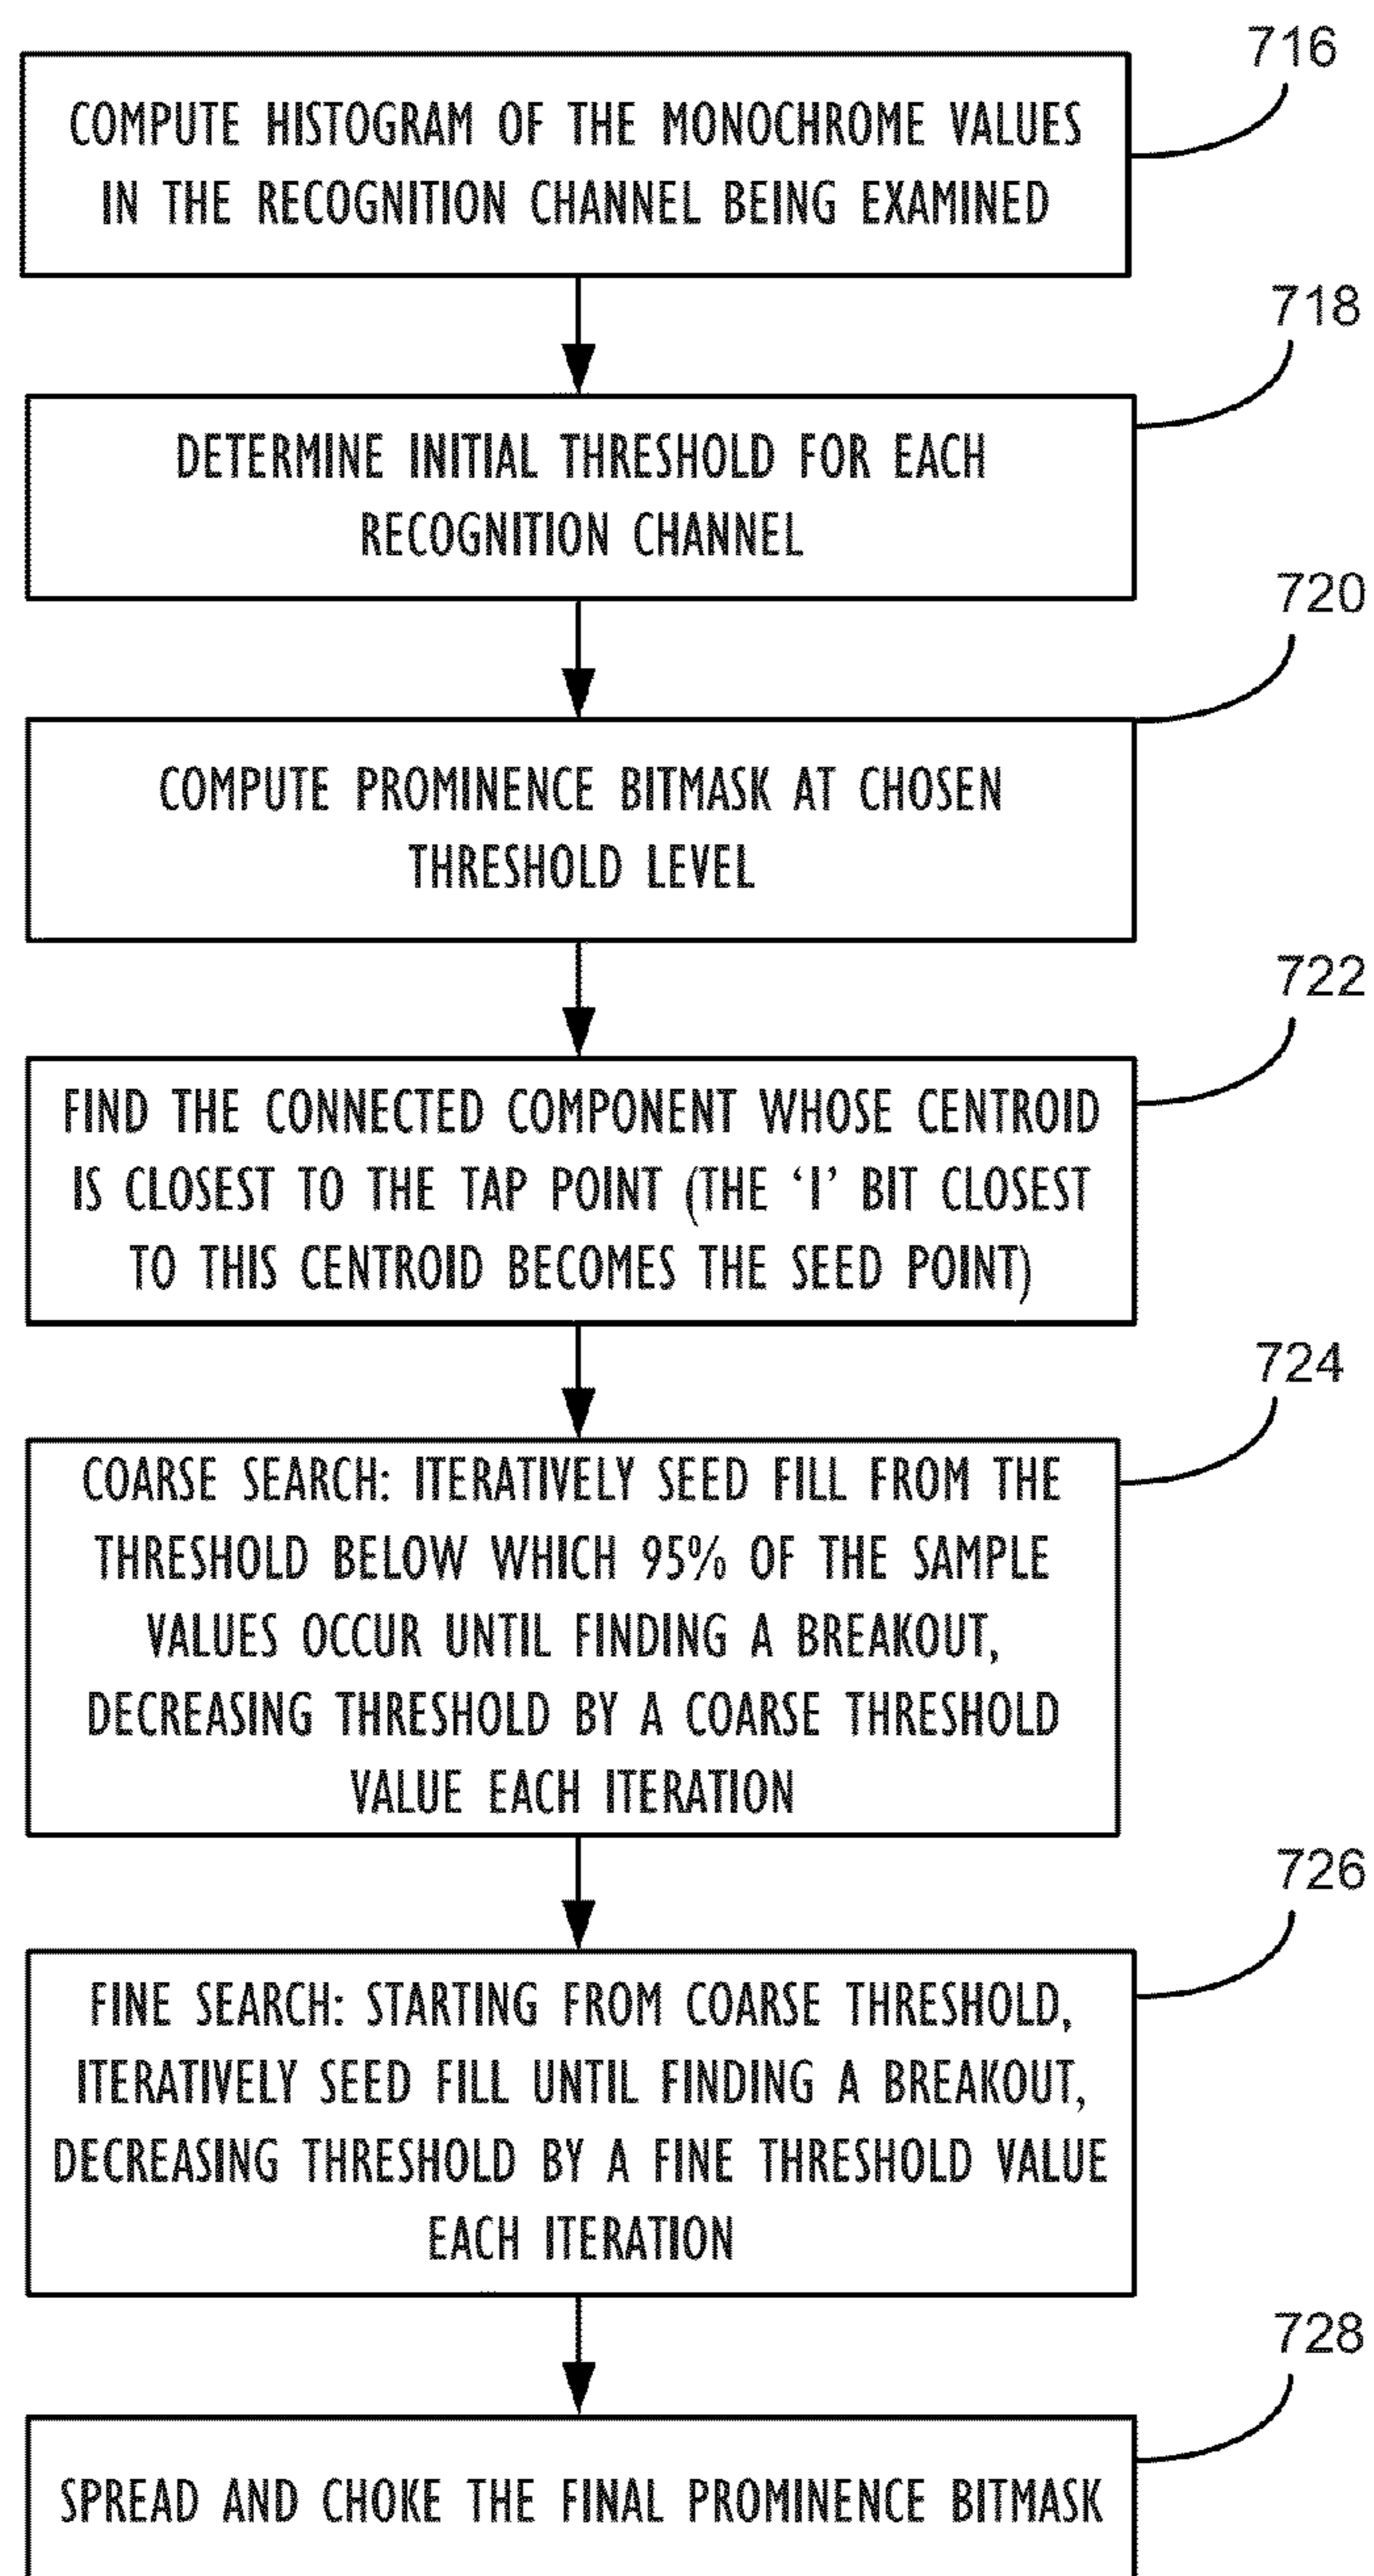 716
COMPUTE HISTOGRAM OF THE MONOCHROME VALUES
IN THE RECOGNITION CHANNEL BEING EXAMINED
718
DETERMINE INITIAL THRESHOLD FOR EACH
RECOGNITION CHANNEL
720
COMPUTE PROMINENCE BITMASK AT CHOSEN
THRESHOLD LEVEL
722
FIND THE CONNECTED COMPONENT WHOSE CENTROID
IS CLOSEST TO THE TAP POINT (THE ‘1’ BIT CLOSEST
TO THIS CENTROID BECOMES THE SEED POINT)
724
COARSE SEARCH: ITERATIVELY SEED FILL FROM THE
THRESHOLD BELOW WHICH 95% OF THE SAMPLE
VALUES OCCUR UNTIL FINDING A BREAKOUT,
DECREASING THRESHOLD BY A COARSE THRESHOLD
VALUE EACH ITERATION
726
FINE SEARCH: STARTING FROM COARSE THRESHOLD,
ITERATIVELY SEED FILL UNTIL FINDING A BREAKOUT,
DECREASING THRESHOLD BY A FINE THRESHOLD VALUE
EACH ITERATION
728
SPREAD AND CHOKE THE FINAL PROMINENCE BITMASK